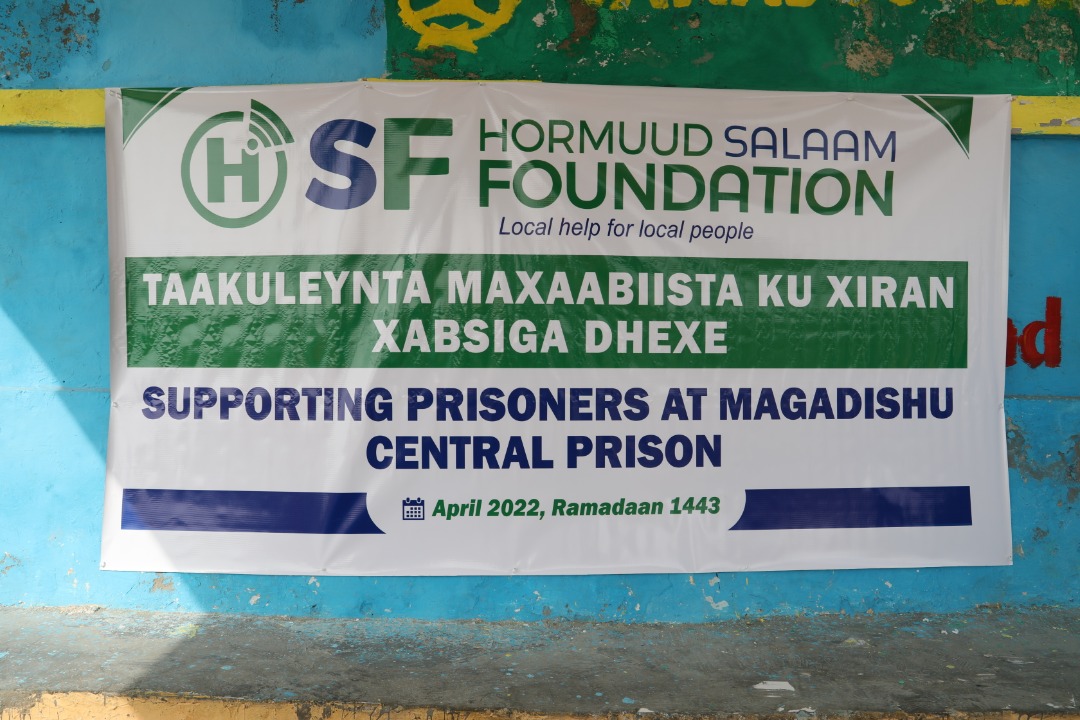 H SF HORMUUD SALAAM
FOUNDATION
Local help for local people
TAAKULEYNTA MAXAABIISTA KU XIRAN
XABSIGA DHEXE
SUPPORTING PRISONERS AT MAGADISHU
CENTRAL PRISON
April 2022, Ramadaan 1443